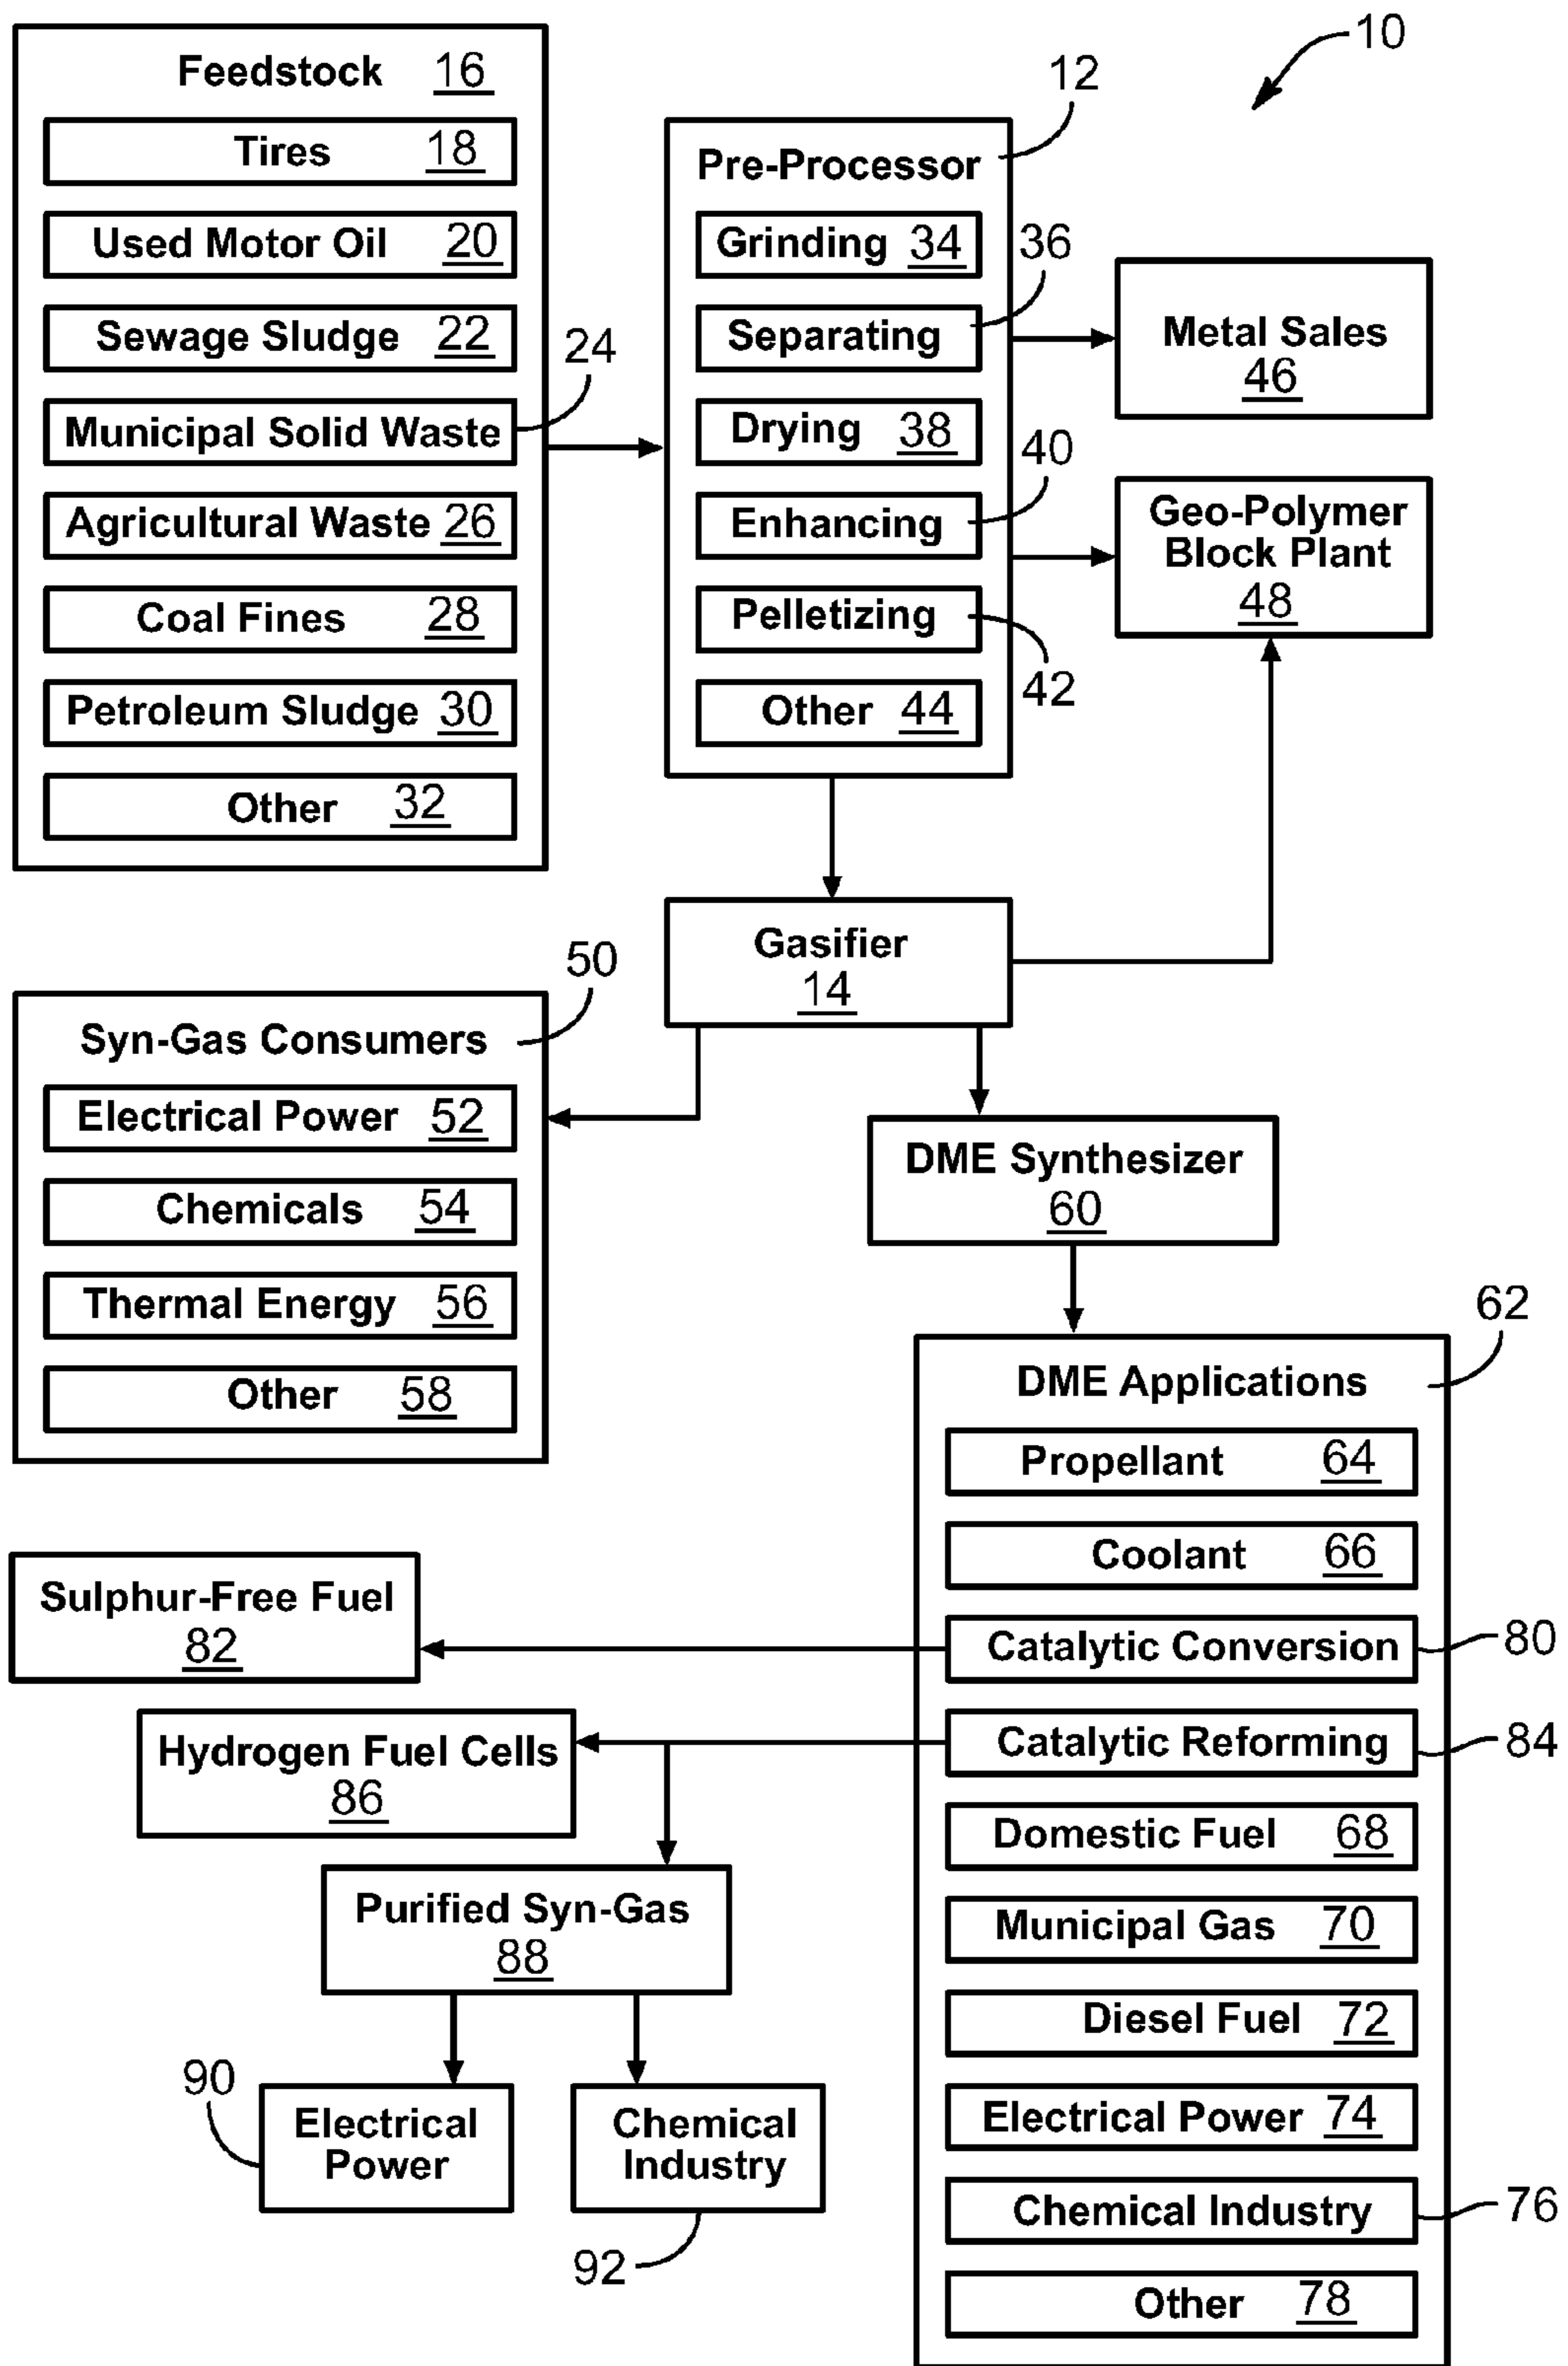 10
Feedstock 16
Tires 18
Used Motor Oil 20
Sewage Sludge 22
Municipal Solid Waste
24
Agricultural Waste 26
Coal Fines 28
Petroleum Sludge 30
Other 32
12
Pre-Processor
Grinding 34
36
Separating
Drying 38
40
Enhancing
Pelletizing
42
Other 44
Metal Sales
46
Geo-Polymer
Block Plant
48
Gasifier
14
50
Syn-Gas Consumers
Electrical Power 52
Chemicals 54
Thermal Energy 56
Other 58
DME Synthesizer
60
62
DME Applications
Propellant 64
Coolant 66
Catalytic Conversion 80
Catalytic Reforming 84
Domestic Fuel 68
Municipal Gas 70
Diesel Fuel 72
Electrical Power 74
Chemical Industry 76
Other 78
Sulphur-Free Fuel
82
Hydrogen Fuel Cells
86
Purified Syn-Gas
88
90
Electrical
Power
Chemical
Industry
92